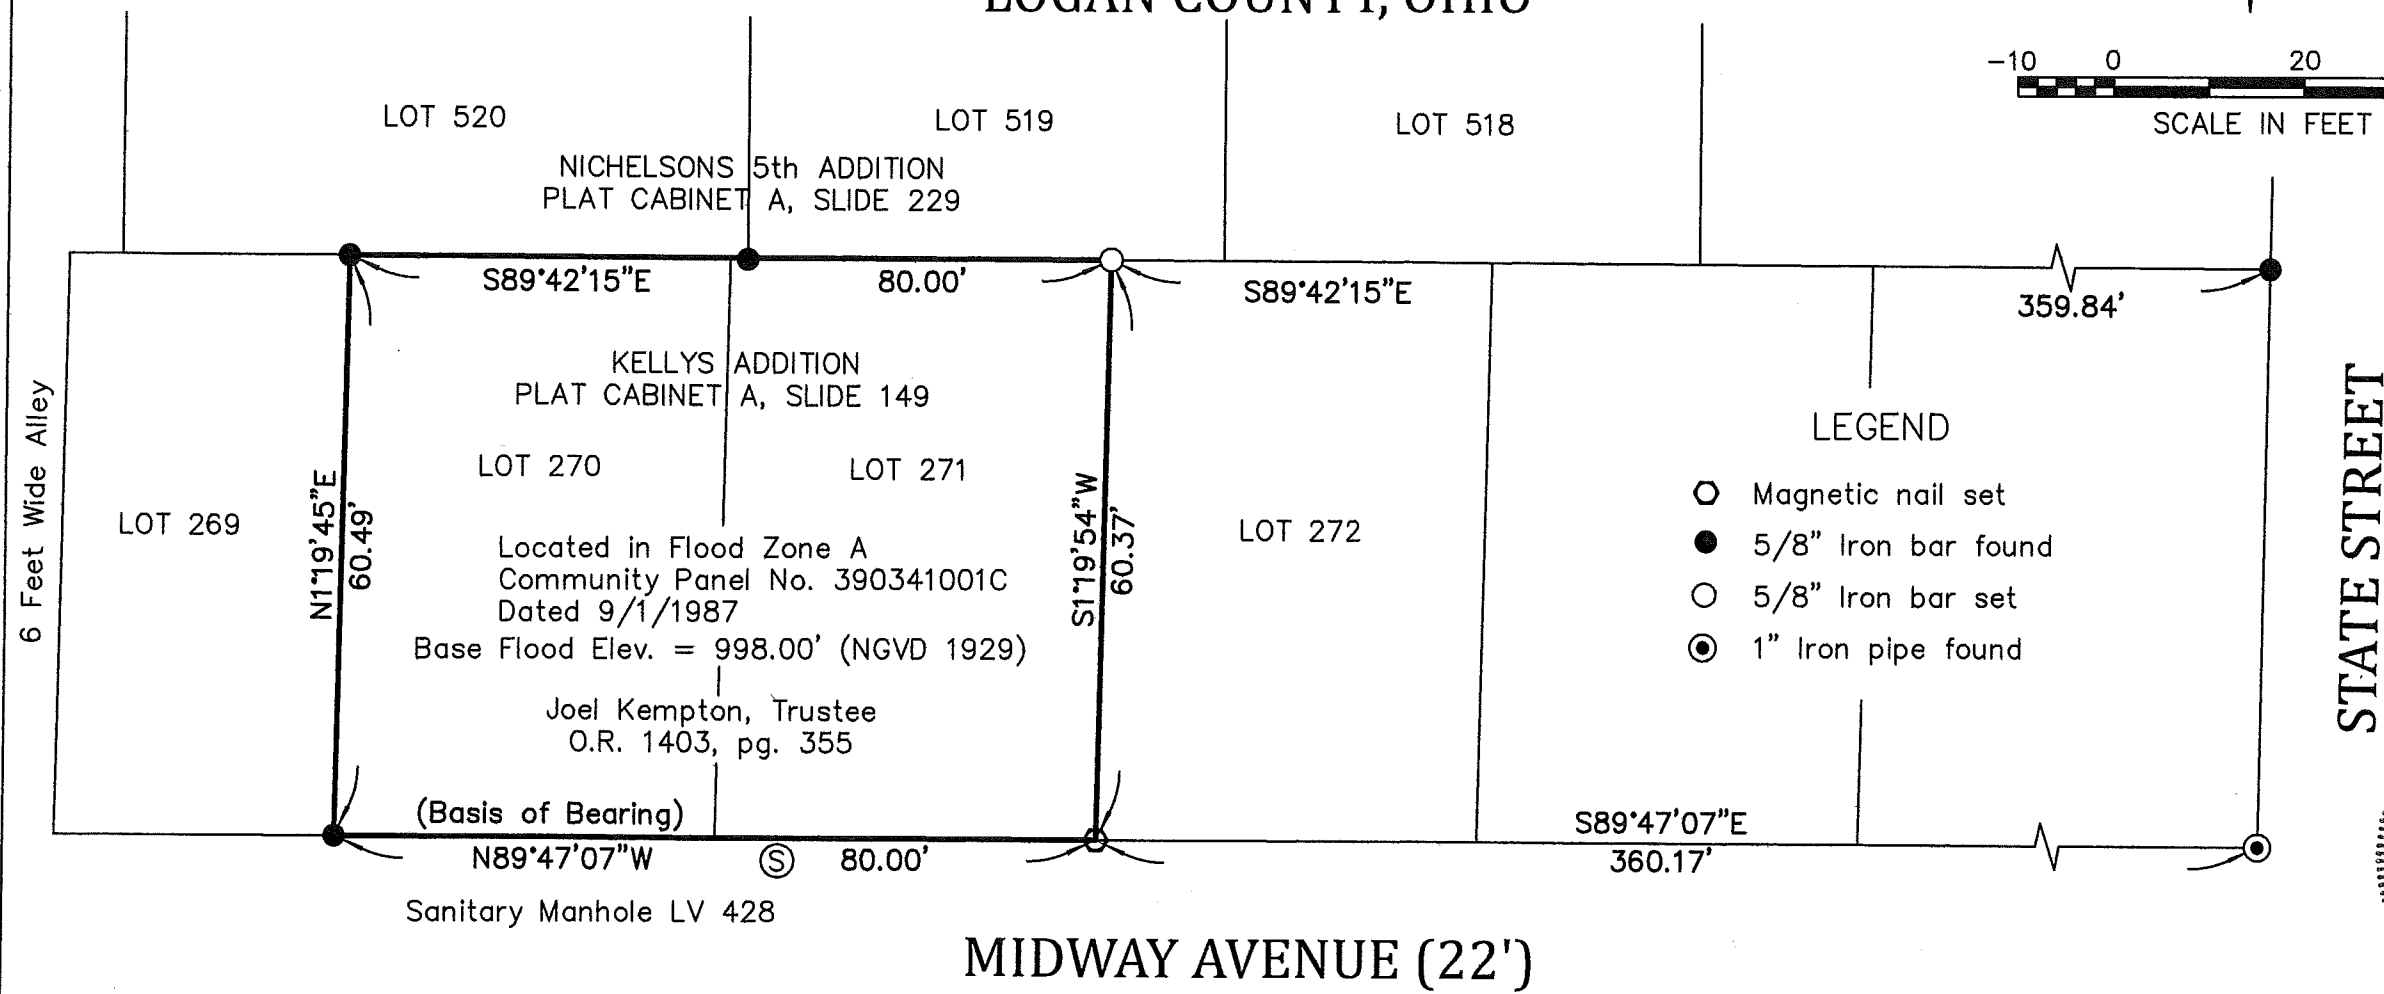 LOGAN COUNTY, OHIO
-10 0 20
SCALE IN FEET
LOT 520
LOT 519
LOT 518
NICHELSONS 5th ADDITION
PLAT CABINET A, SLIDE 229
S89°42'15"E 80.00'
S89°42'15"E
359.84'
KELLYS ADDITION
PLAT CABINET A, SLIDE 149
6 Feet Wide Alley
LOT 269
N1°19'45"E
60.49'
LOT 270
LOT 271
S1°19'54"W
60.37'
LOT 272
Located in Flood Zone A
Community Panel No. 390341001C
Dated 9/1/1987
Base Flood Elev. = 998.00' (NGVD 1929)
Joel Kempton, Trustee
O.R. 1403, pg. 355
LEGEND
Magnetic nail set
5/8" Iron bar found
5/8" Iron bar set
1" Iron pipe found
STATE STREET
(Basis of Bearing)
N89°47'07"W S 80.00'
S89°47'07"E
360.17'
Sanitary Manhole LV 428
MIDWAY AVENUE (22')